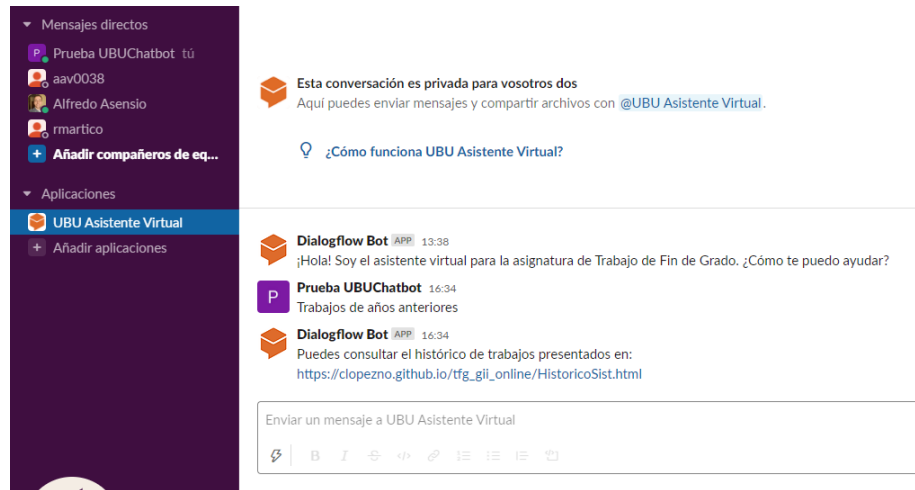 Mensajes directos
P Prueba UBUChatbot tú
aav0038
Alfredo Asensio
rmartico
+ Añadir compañeros de eq...
Aplicaciones
UBU Asistente Virtual
+ Añadir aplicaciones
Esta conversación es privada para vosotros dos
Aquí puedes enviar mensajes y compartir archivos con @UBU Asistente Virtual.
¿Cómo funciona UBU Asistente Virtual?
Dialogflow Bot APP 13:38
¡Hola! Soy el asistente virtual para la asignatura de Trabajo de Fin de Grado. ¿Cómo te puedo ayudar?
P Prueba UBUChatbot 16:34
Trabajos de años anteriores
Dialogflow Bot APP 16:34
Puedes consultar el histórico de trabajos presentados en:
https://clopezno.github.io/tfg_gii_online/HistoricoSist.html
Enviar un mensaje a UBU Asistente Virtual
B I S </>